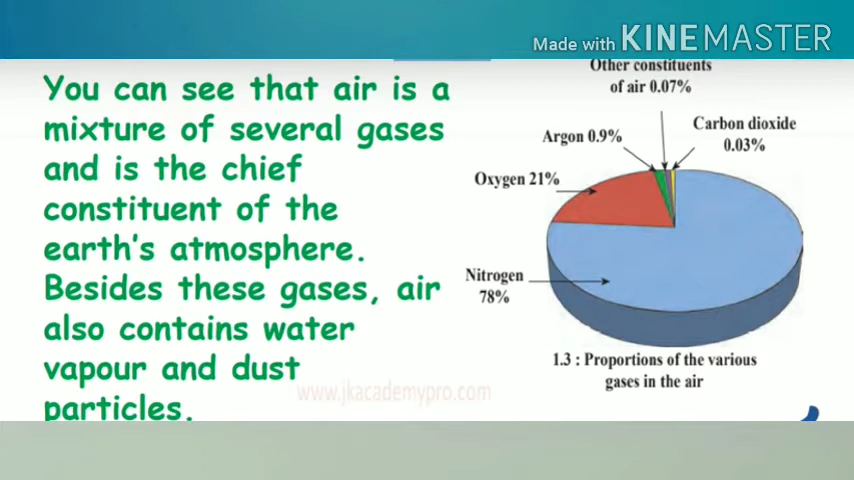 Made with KINEMASTER
You can see that air is a
mixture of several gases
and is the chief
constituent of the
earth's atmosphere.
Besides these gases, air
also contains water
vapour and dust
particles.
www.jkacademypro.com
Other constituents
of air 0.07%
Argon 0.9%
Carbon dioxide
0.03%
Oxygen 21%
Nitrogen
78%
1.3 : Proportions of the various
gases in the air